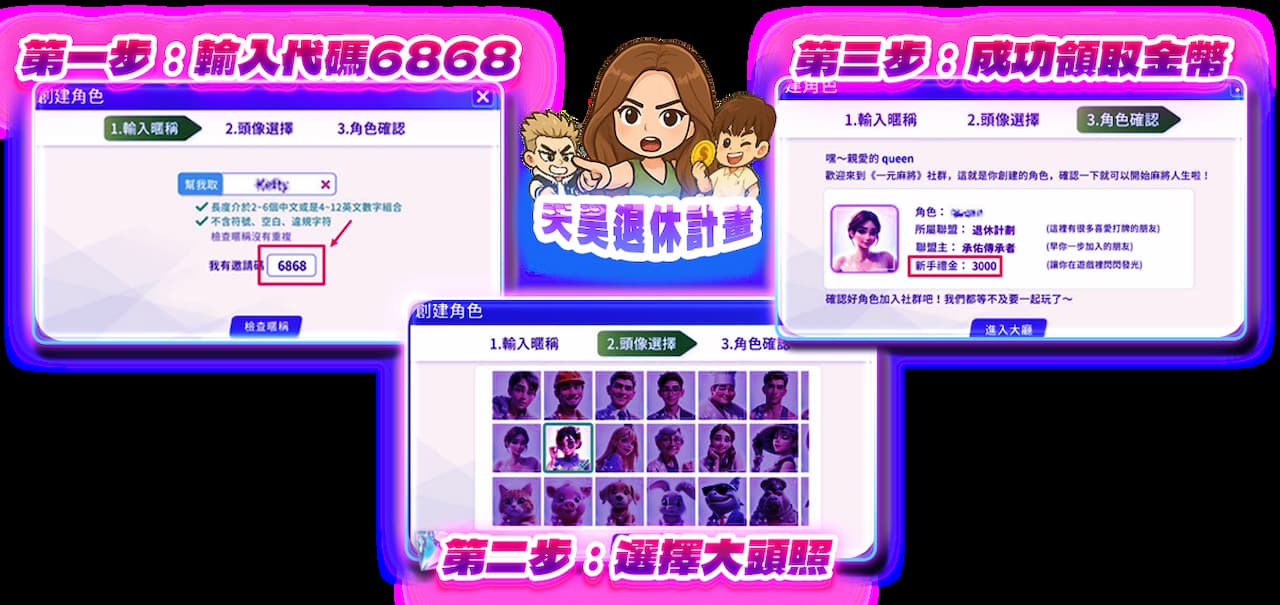 第一步：輸入代碼6868
創建角色
1.輸入暱稱
2.頭像選擇
3.角色確認
幫我取
長度介於2~6個中文或是4~12英文數字組合
不含符號、空白、違規字符
檢查暱稱沒有重複
我有邀請碼
6868
檢查暱稱
天昊退休計畫
創建角色
1.輸入暱稱
2.頭像選擇
3.角色確認
第二步：選擇大頭照
第三步：成功領取金幣
建角色
1.輸入暱稱
2.頭像選擇
3.角色確認
嘿～親愛的 queen
歡迎來到《一元麻將》社群，這就是你創建的角色，確認一下就可以開始麻將人生啦！
角色：
所屬聯盟： 退休計劃 (這裡有很多喜愛打牌的朋友)
聯盟主： 承佑傳承者 (早你一步加入的朋友)
新手禮金： 3000 (讓你在遊戲裡閃閃發光)
確認好角色加入社群吧！我們都等不及要一起玩了～
進入大廳